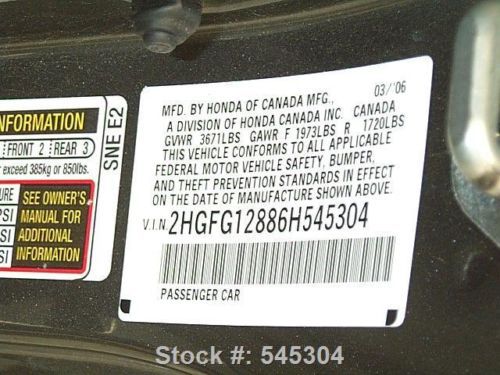 03/'06
MFD. BY HONDA OF CANADA MFG.,
A DIVISION OF HONDA CANADA INC. CANADA
GVWR 3671LBS GAWR F 1973LBS R 1720LBS
THIS VEHICLE CONFORMS TO ALL APPLICABLE
FEDERAL MOTOR VEHICLE SAFETY, BUMPER,
AND THEFT PREVENTION STANDARDS IN EFFECT
ON THE DATE OF MANUFACTURE SHOWN ABOVE.
V.I.N. 2HGFG12886H545304
PASSENGER CAR
NFORMATION
FRONT 2 REAR 3
exceed 385kg or 850lbs.
SNE E2
SEE OWNER'S
MANUAL FOR
ADDITIONAL
INFORMATION
Stock #: 545304